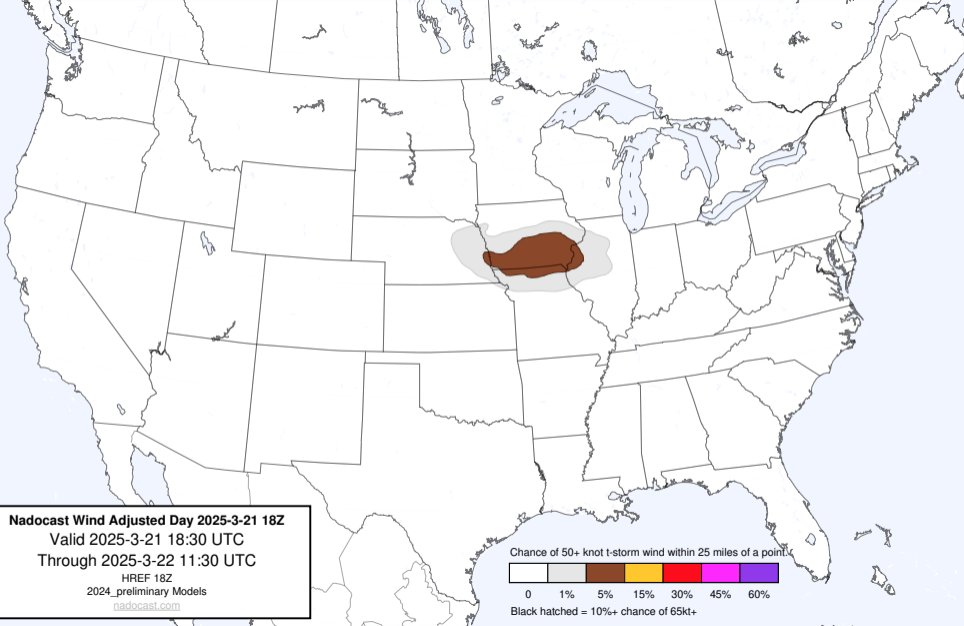 Nadocast Wind Adjusted Day 2025-3-21 18Z
Valid 2025-3-21 18:30 UTC
Through 2025-3-22 11:30 UTC
HREF 18Z
2024_preliminary Models
nadocast.com
Chance of 50+ knot t-storm wind within 25 miles of a point.
0 1% 5% 15% 30% 45% 60%
Black hatched = 10%+ chance of 65kt+